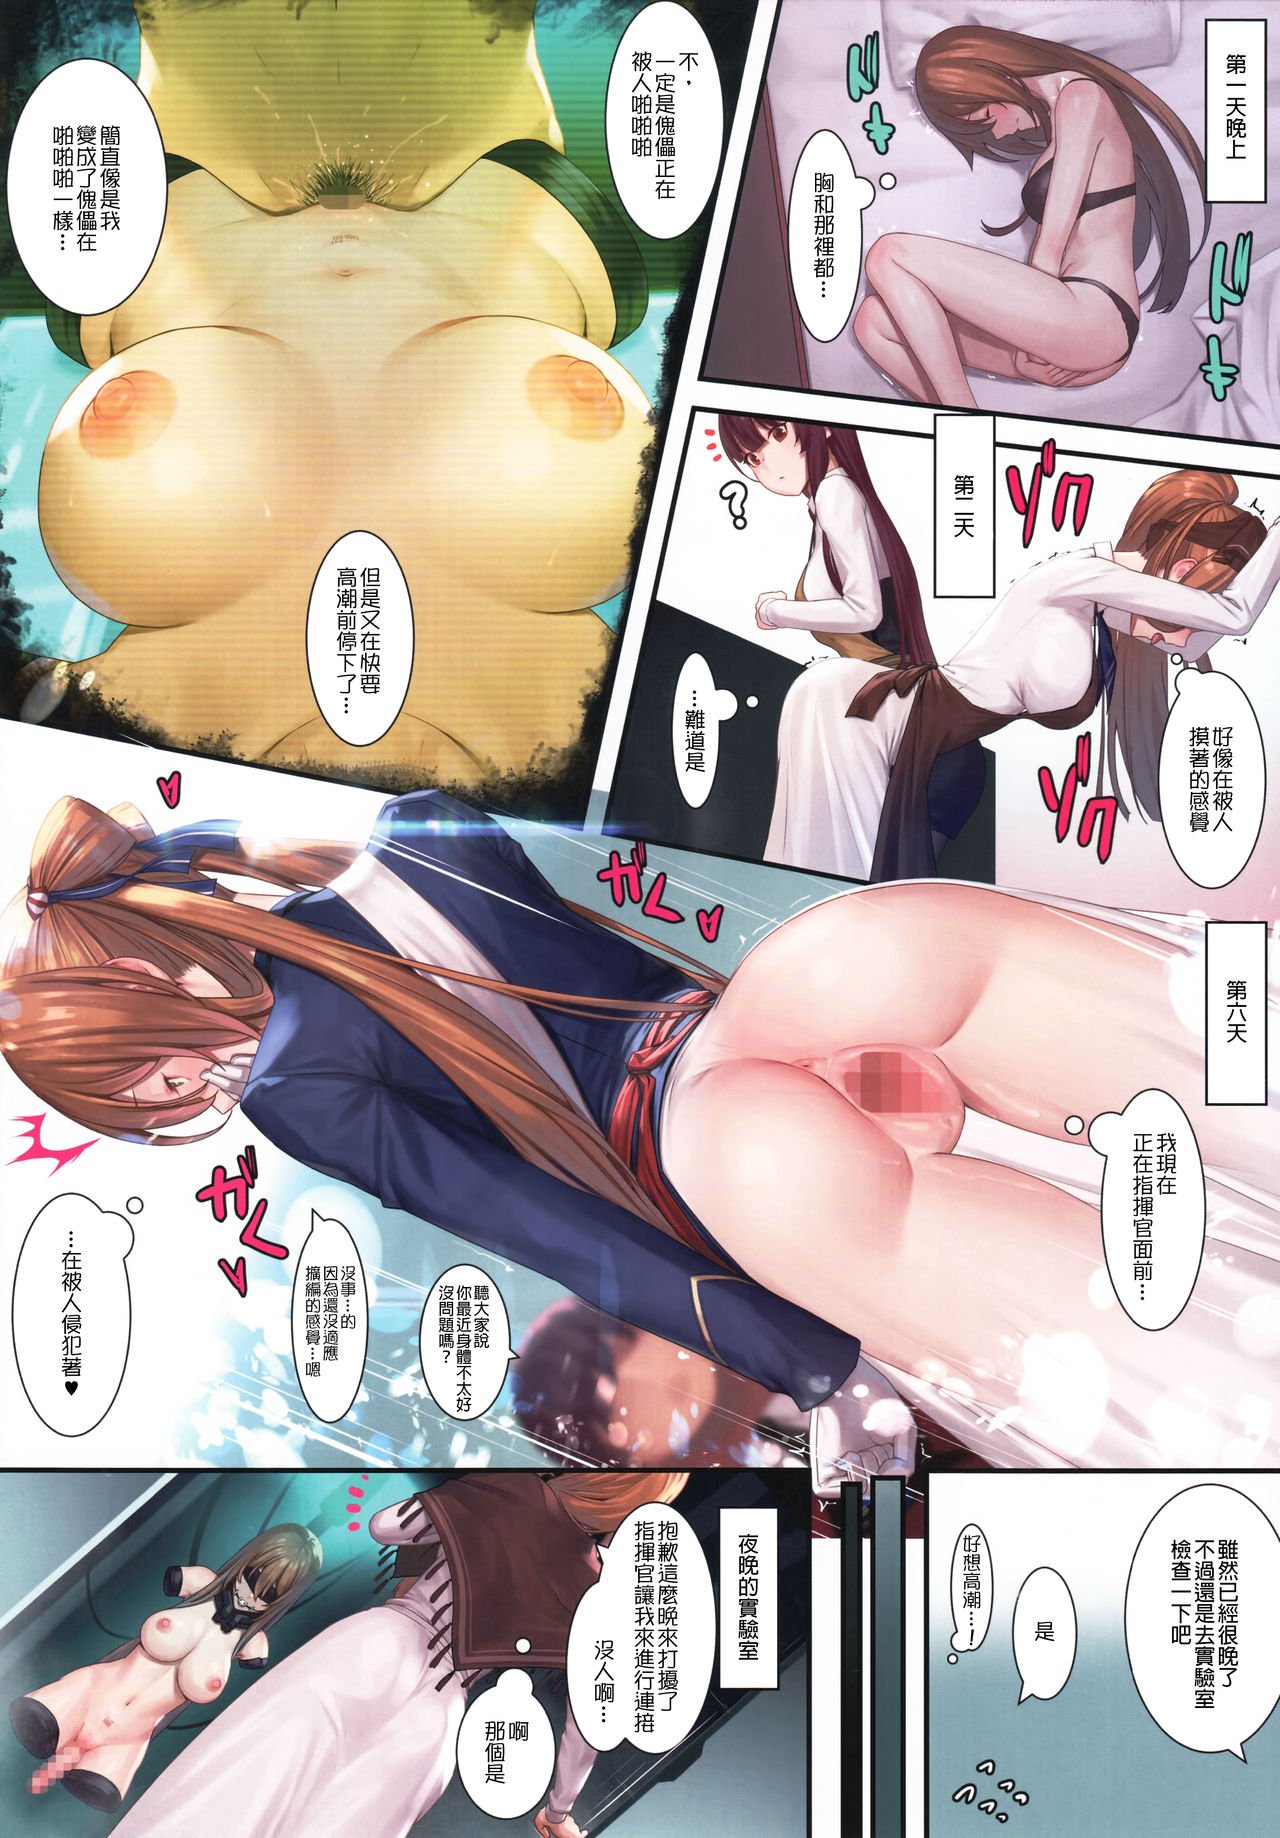 第一天晚上
胸和那裡都…
ドキ
ドキ
不，
一定是傀儡正在
被人啪啪啪
簡直像是我
變成了傀儡在
啪啪啪一樣…
但是又在快要
高潮前停下了…
第二天
ゾク
ゾク
?
好像在被人
摸著的感覺
…難道是
第六天
ガク
ガク
我現在
正在指揮官面前…
聽大家說
你最近身體不太好
沒問題嗎？
沒事…的
因為還沒適應
擴編的感覺…嗯
…在被人侵犯著♥
雖然已經很晚了
不過還是去實驗室
檢查一下吧
是
好想高潮…！
夜晚的實驗室
抱歉這麼晚來打擾了
指揮官讓我來進行連接
沒人啊…
啊
那個是